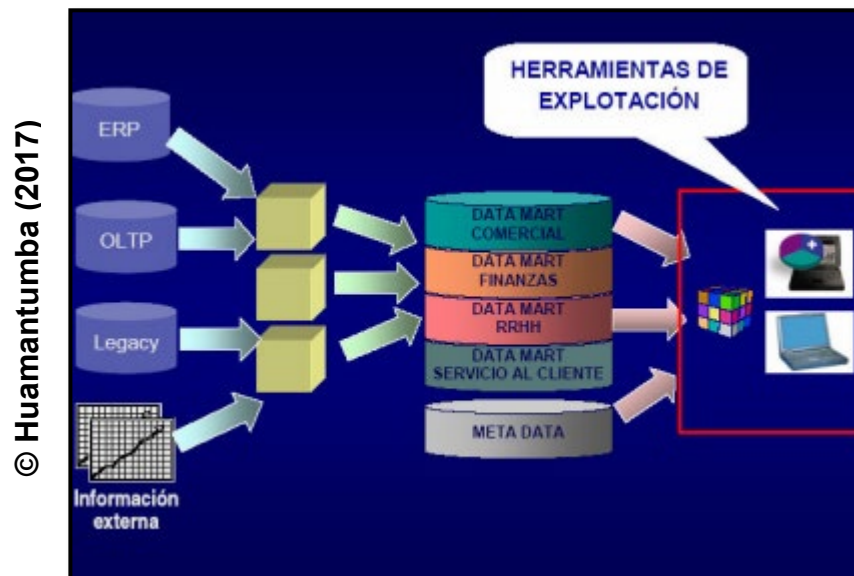 © Huamantumba (2017)
HERRAMIENTAS DE
EXPLOTACIÓN
ERP
OLTP
Legacy
Información
externa
DATA MART
COMERCIAL
DATA MART
FINANZAS
DATA MART
RRHH
DATA MART
SERVICIO AL CLIENTE
META DATA